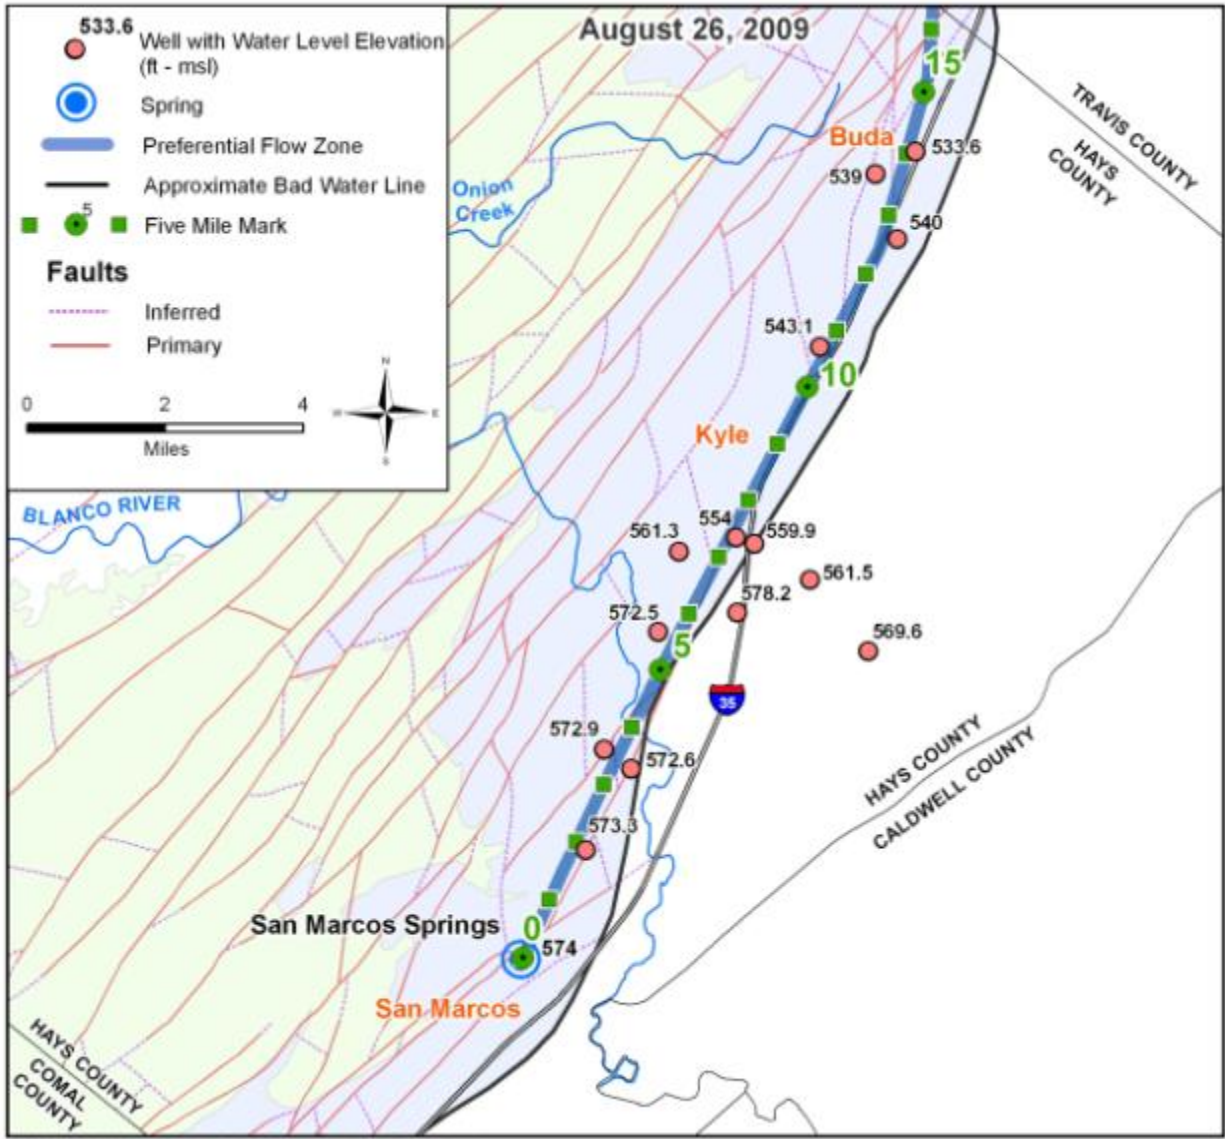 August 26, 2009
533.6
Well with Water Level Elevation
(ft - msl)
Spring
Preferential Flow Zone
Approximate Bad Water Line
5
Five Mile Mark
Faults
Inferred
Primary
0 2 4
Miles
N
W E
S
15
TRAVIS COUNTY
HAYS
COUNTY
Buda
533.6
539
540
Onion
Creek
543.1
10
Kyle
BLANCO RIVER
554
559.9
561.3
561.5
578.2
572.5
569.6
5
35
572.9
572.6
HAYS COUNTY
CALDWELL COUNTY
573.3
San Marcos Springs
0
574
San Marcos
HAYS COUNTY
COMAL
COUNTY